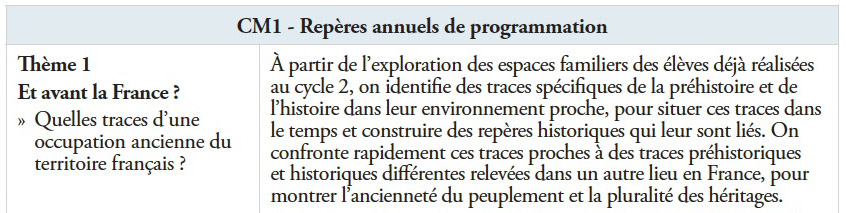 CM1 - Repères annuels de programmation
Thème 1
Et avant la France ?
» Quelles traces d’une
occupation ancienne du
territoire français ?
À partir de l’exploration des espaces familiers des élèves déjà réalisées
au cycle 2, on identifie des traces spécifiques de la préhistoire et de
l’histoire dans leur environnement proche, pour situer ces traces dans
le temps et construire des repères historiques qui leur sont liés. On
confronte rapidement ces traces proches à des traces préhistoriques
et historiques différentes relevées dans un autre lieu en France, pour
montrer l’ancienneté du peuplement et la pluralité des héritages.